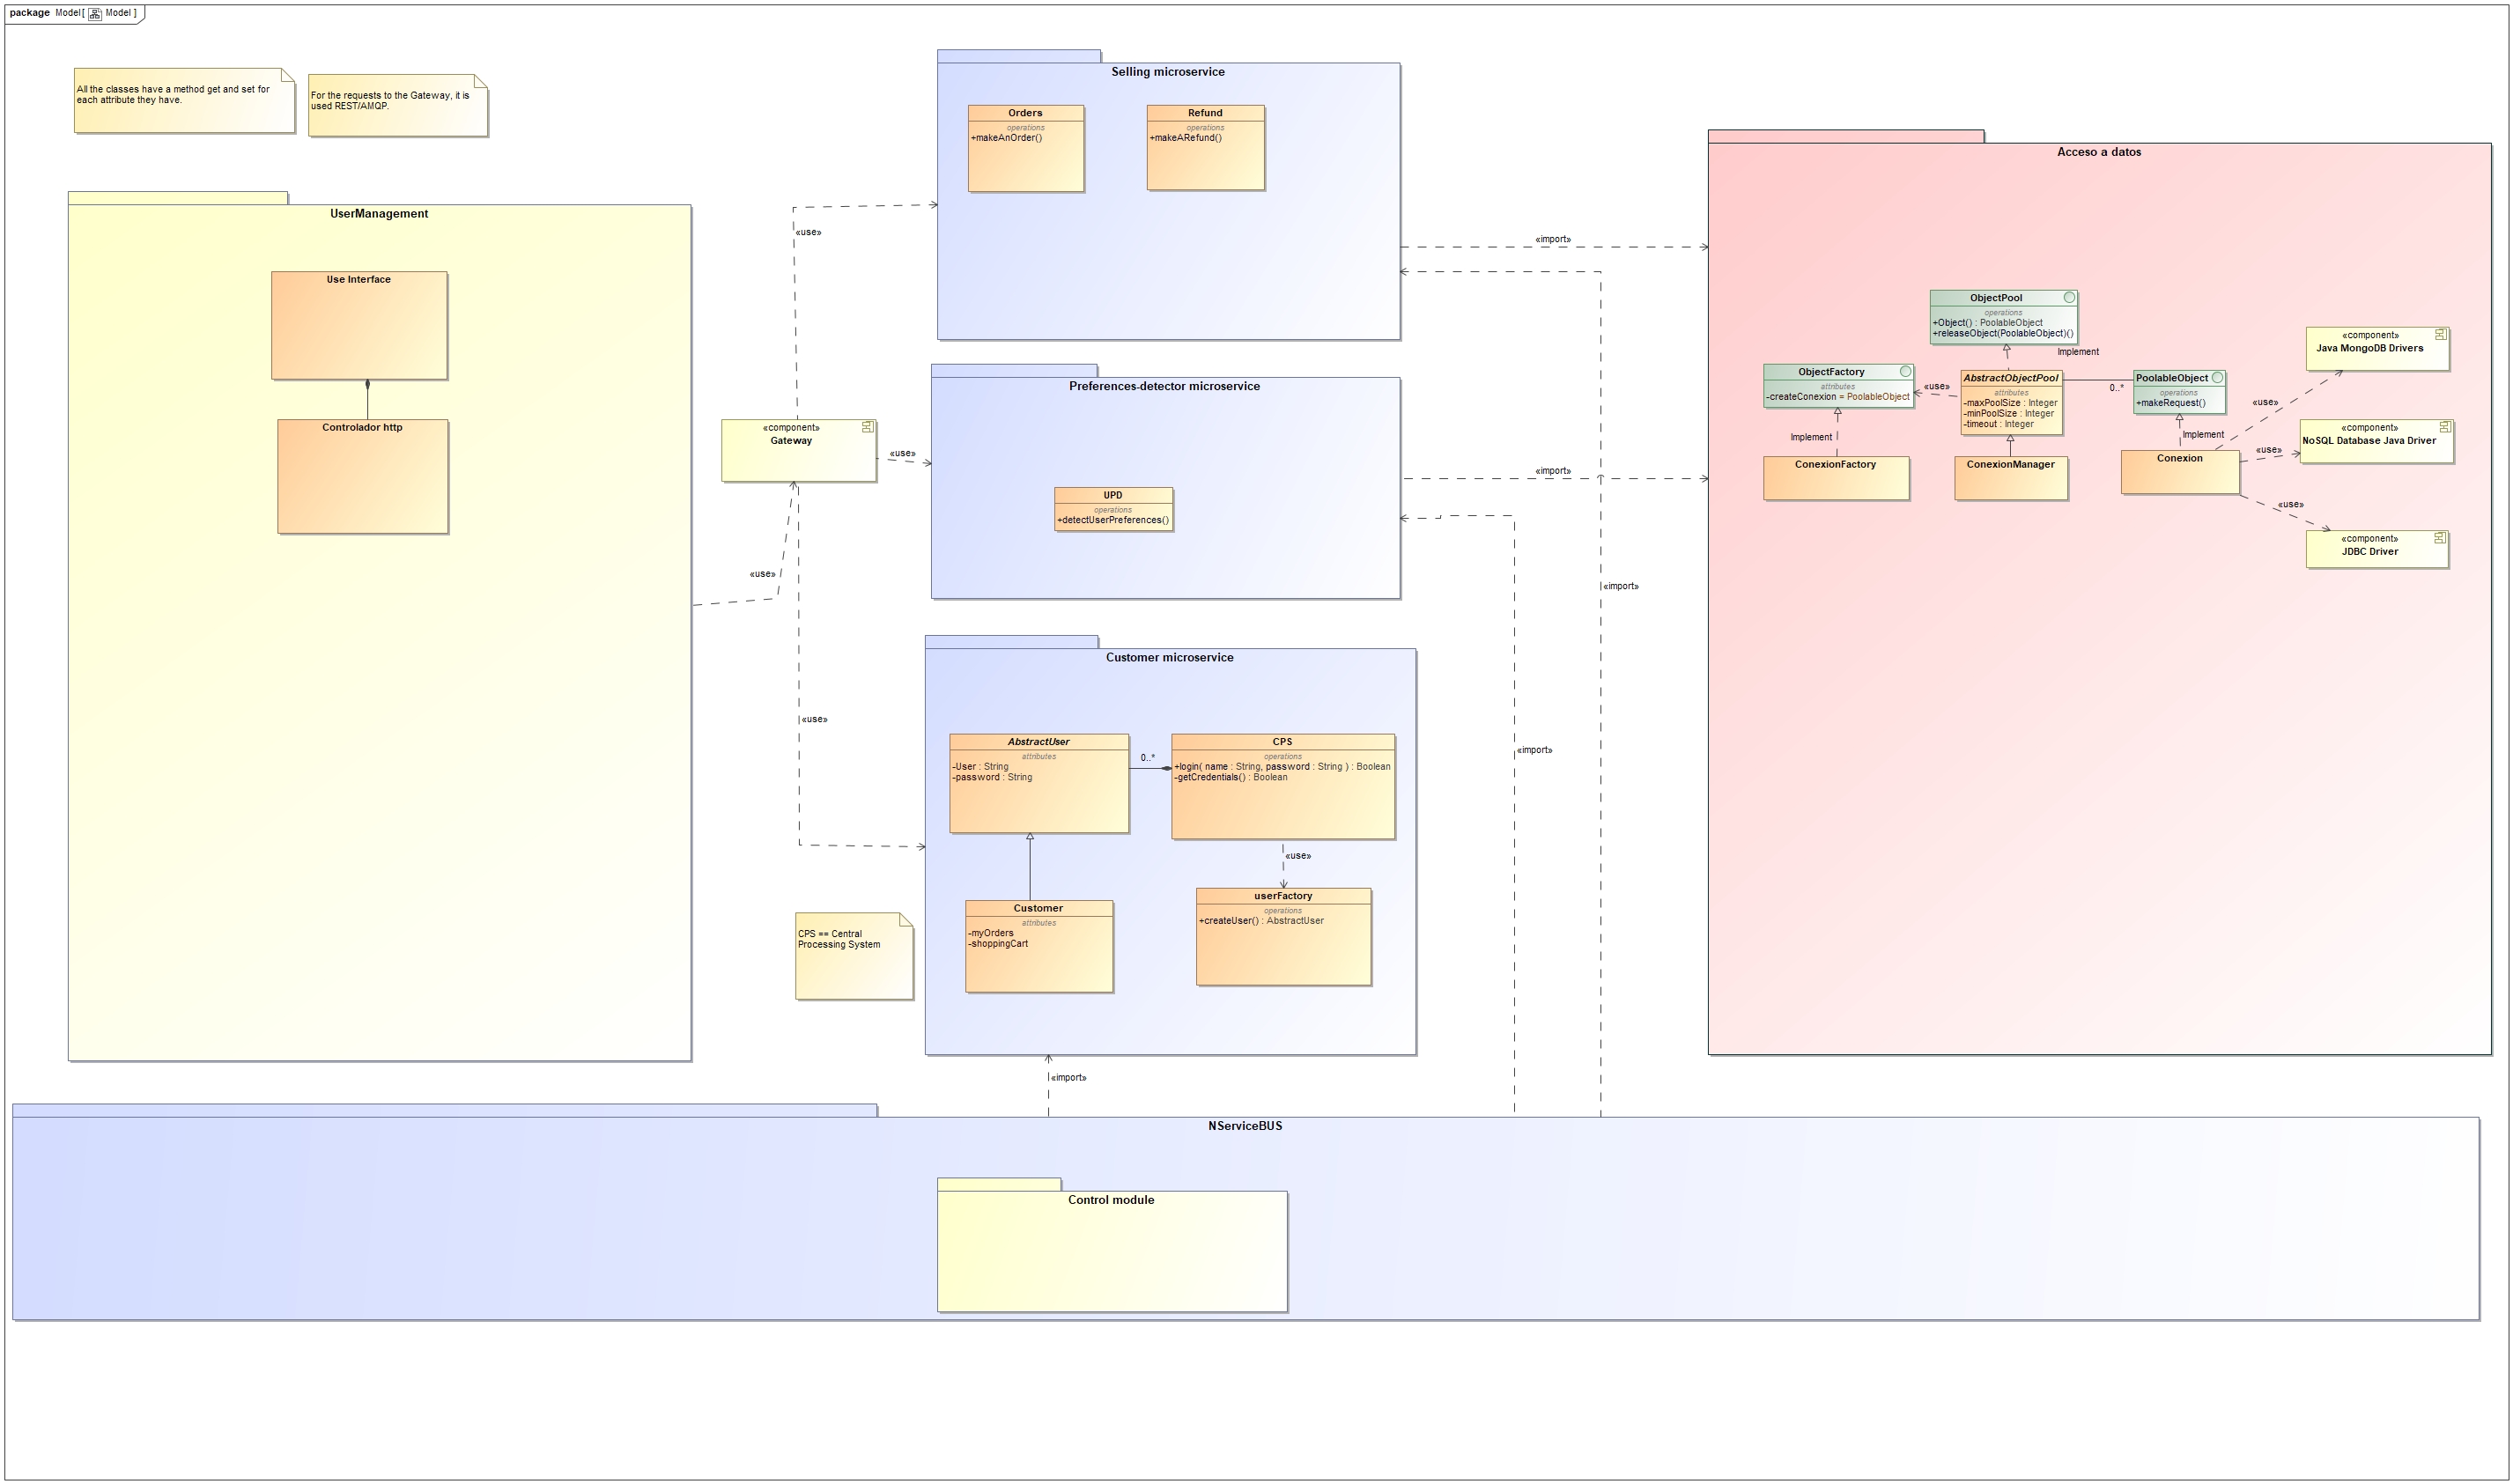 package Model [ Model ]
All the classes have a method get and set for
each attribute they have.
For the requests to the Gateway, it is
used REST/AMQP.
UserManagement
Use Interface
Controlador http
«use»
«component»
Gateway
«use»
«use»
«use»
Selling microservice
Orders
operations
+makeAnOrder()
Refund
operations
+makeARefund()
Preferences-detector microservice
UPD
operations
+detectUserPreferences()
Customer microservice
AbstractUser
attributes
-User : String
-password : String
0..*
CPS
operations
+login( name : String, password : String ) : Boolean
-getCredentials() : Boolean
«use»
Customer
attributes
-myOrders
-shoppingCart
userFactory
operations
+createUser() : AbstractUser
CPS == Central
Processing System
«import»
«import»
«import»
«import»
«import»
Acceso a datos
ObjectPool
operations
+Object() : PoolableObject
+releaseObject(PoolableObject)()
Implement
ObjectFactory
attributes
-createConexion = PoolableObject
«use»
AbstractObjectPool
attributes
-maxPoolSize : Integer
-minPoolSize : Integer
-timeout : Integer
0..*
PoolableObject
operations
+makeRequest()
Implement
Implement
ConexionFactory
ConexionManager
Conexion
«use»
«use»
«use»
«component»
Java MongoDB Drivers
«component»
NoSQL Database Java Driver
«component»
JDBC Driver
NServiceBUS
Control module